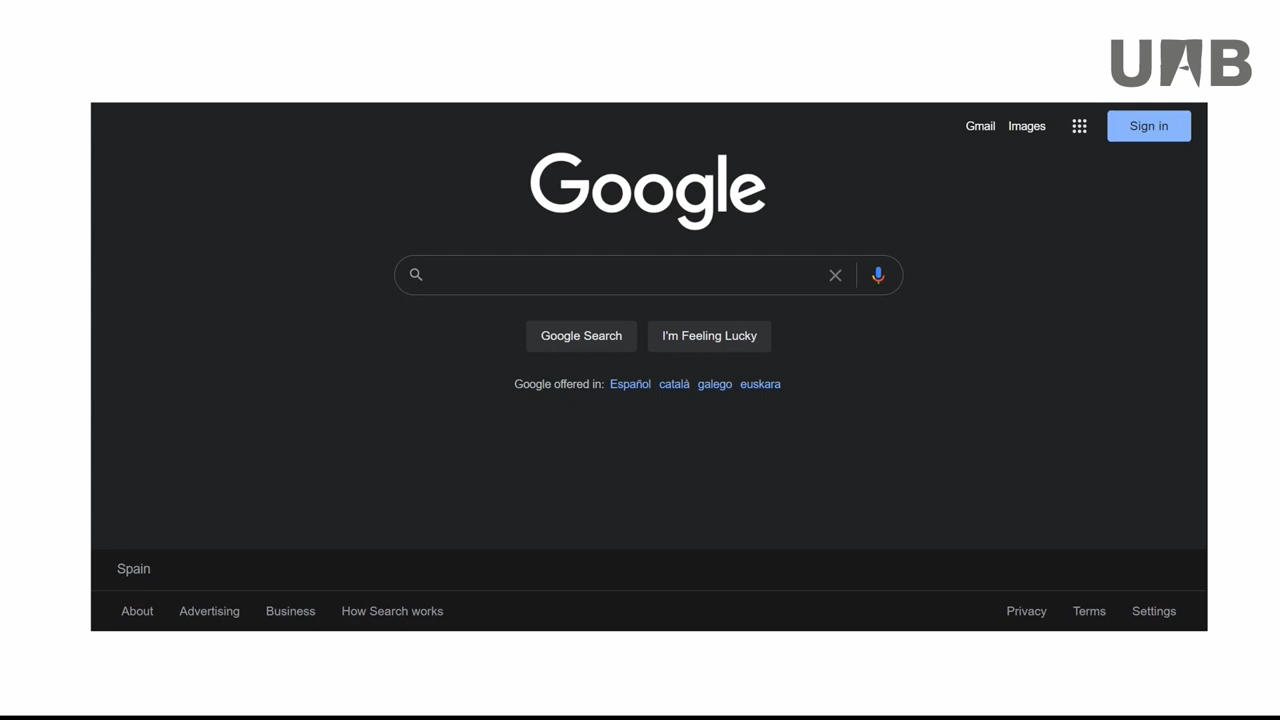 UAB
Gmail Images Sign in
Google
Google Search I'm Feeling Lucky
Google offered in: Español català galego euskara
Spain
About Advertising Business How Search works Privacy Terms Settings